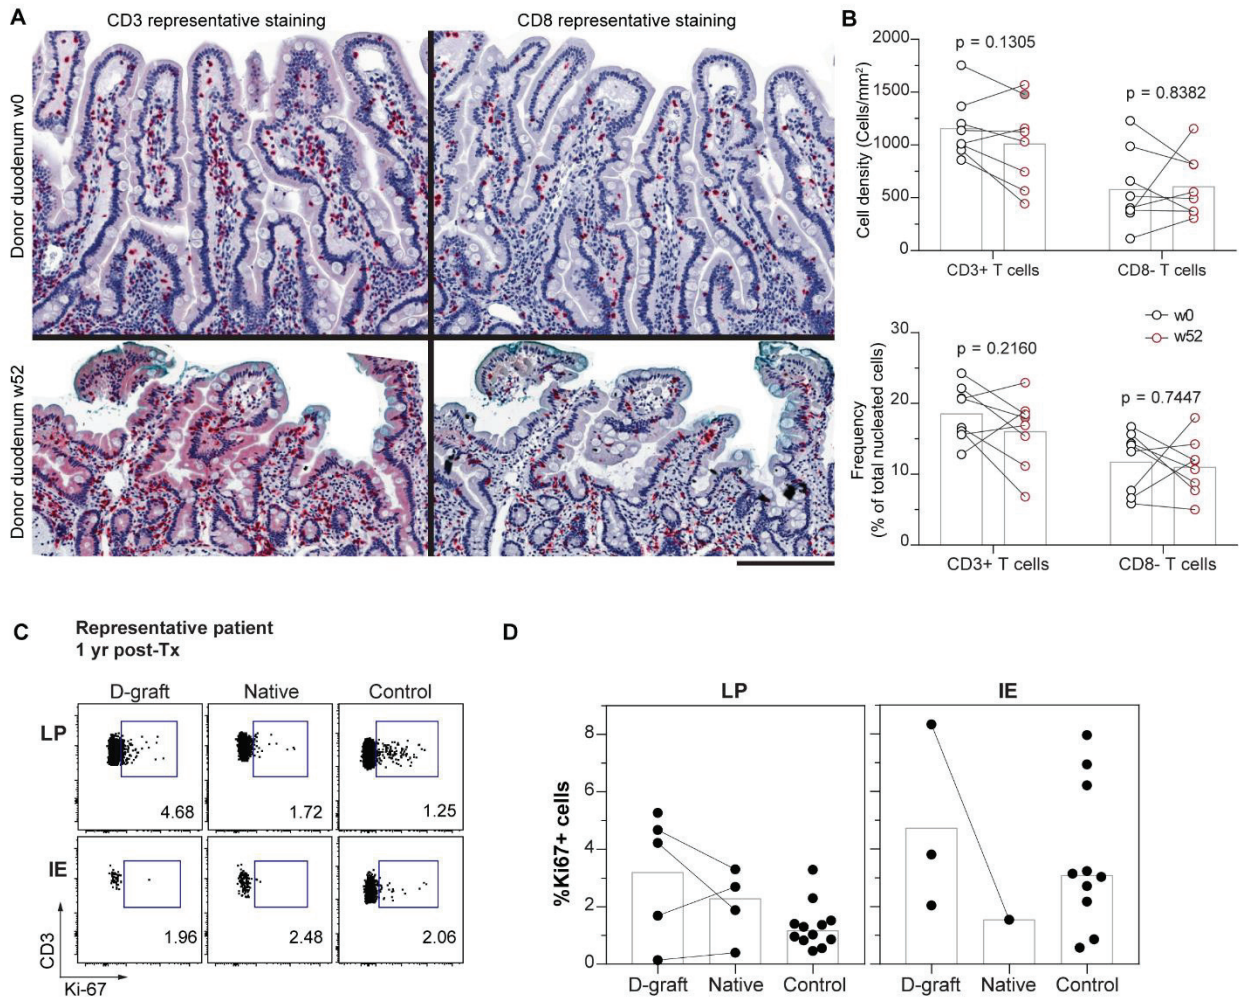 A
CD3 representative staining
CD8 representative staining
Donor duodenum w0
Donor duodenum w52
B
Cell density (Cells/mm²)
2000
1500
1000
500
0
p = 0.1305
p = 0.8382
CD3+ T cells
CD8- T cells
Frequency
(% of total nucleated cells)
30
20
10
0
w0
w52
p = 0.2160
p = 0.7447
CD3+ T cells
CD8- T cells
C
Representative patient
1 yr post-Tx
D-graft
Native
Control
LP
4.68
1.72
1.25
IE
1.96
2.48
2.06
CD3
Ki-67
D
LP
IE
%Ki67+ cells
8
6
4
2
0
D-graft
Native
Control
D-graft
Native
Control